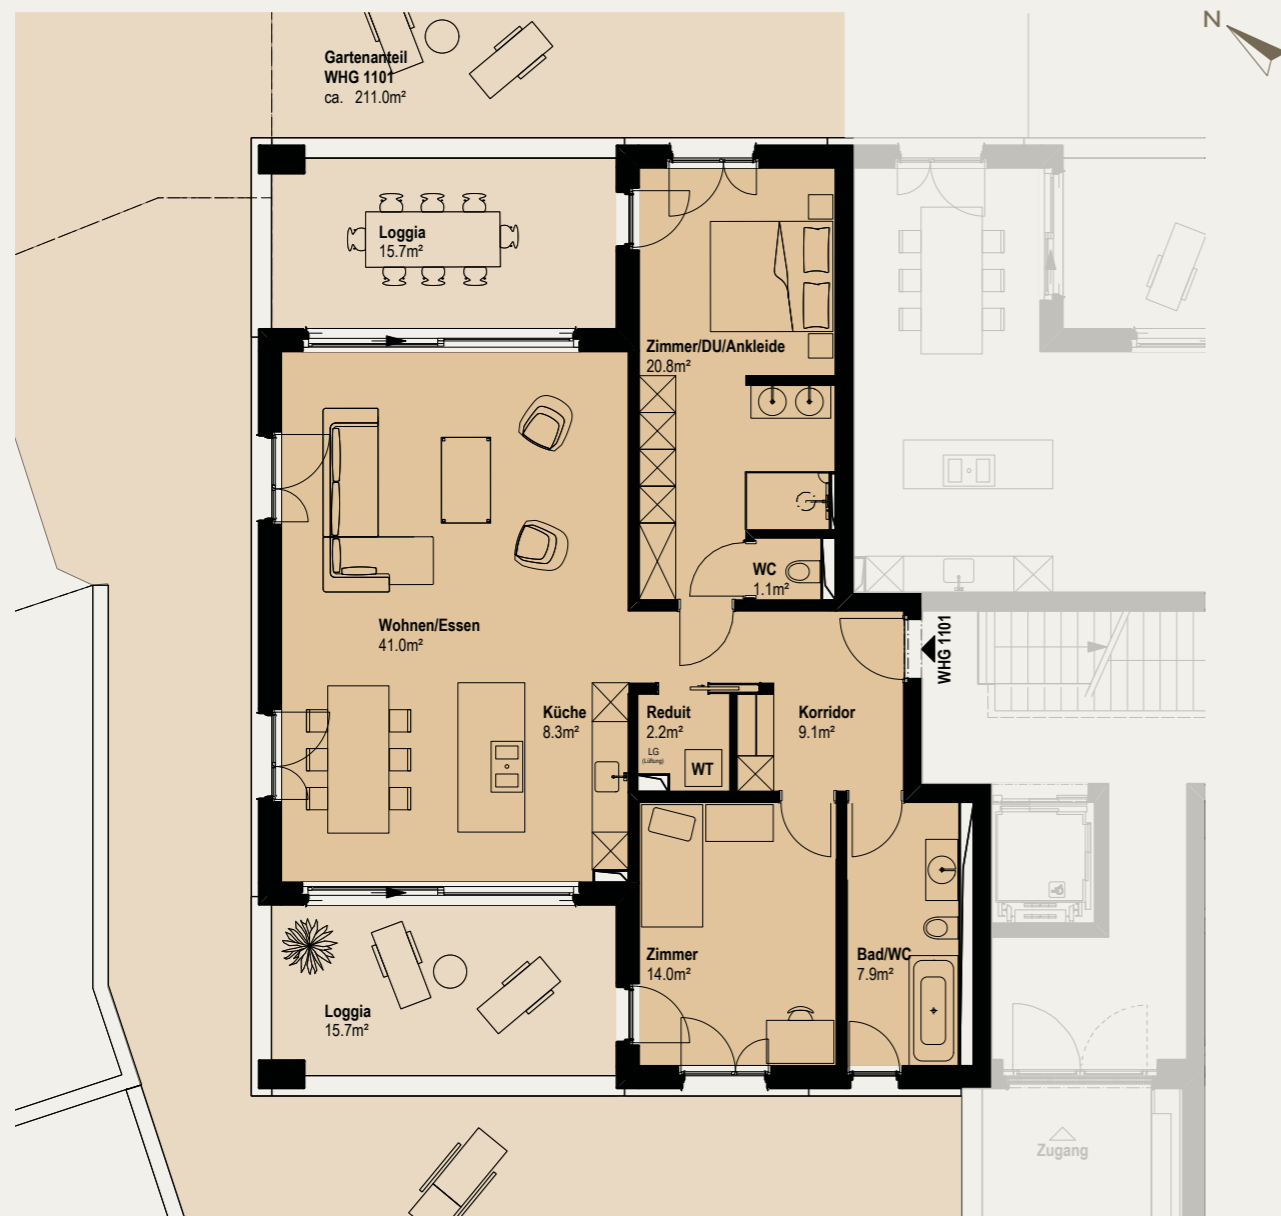 N
Gartenanteil
WHG 1101
ca. 211.0m²
Loggia
15.7m²
Zimmer/DU/Ankleide
20.8m²
WC
1.1m²
Wohnen/Essen
41.0m²
WHG 1101
Küche
8.3m²
Reduit
2.2m²
LG
(Lüftung)
WT
Korridor
9.1m²
Zimmer
14.0m²
Bad/WC
7.9m²
Loggia
15.7m²
Zugang